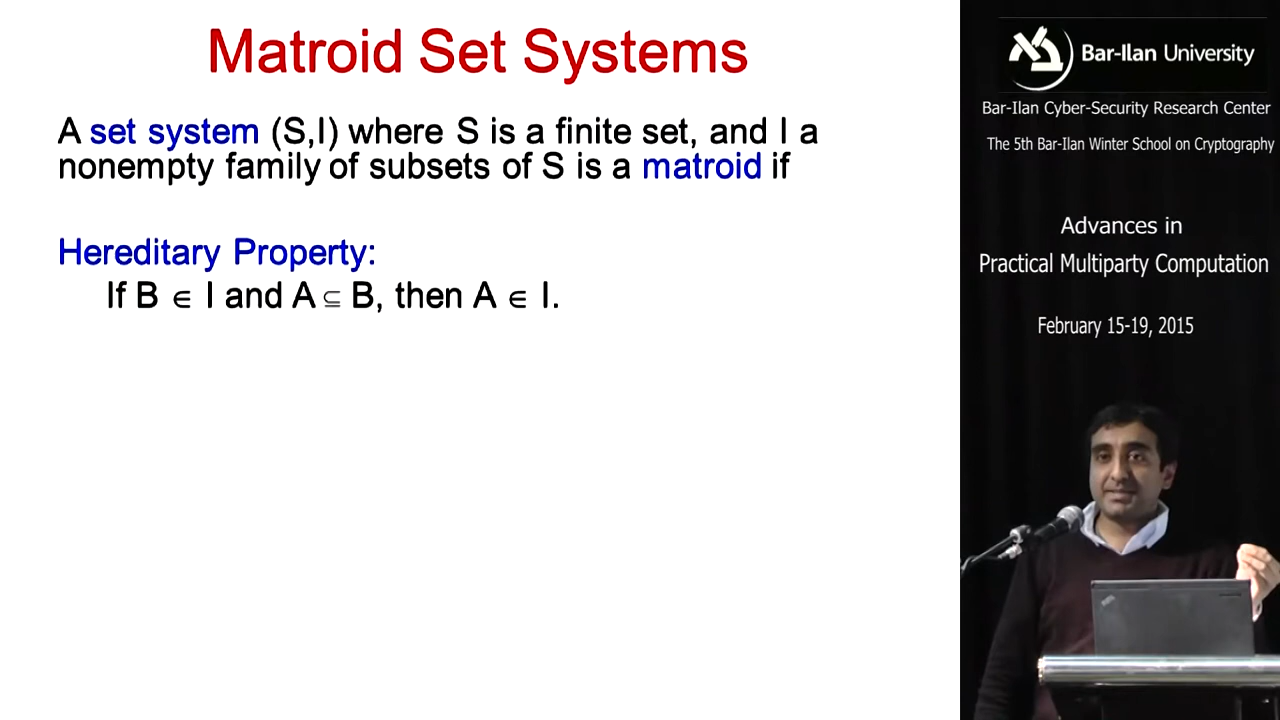 Matroid Set Systems
A set system (S,I) where S is a finite set, and I a
nonempty family of subsets of S is a matroid if
Hereditary Property:
If B ∈ I and A ⊆ B, then A ∈ I.
Bar-Ilan University
Bar-Ilan Cyber-Security Research Center
The 5th Bar-Ilan Winter School on Cryptography
Advances in
Practical Multiparty Computation
February 15-19, 2015